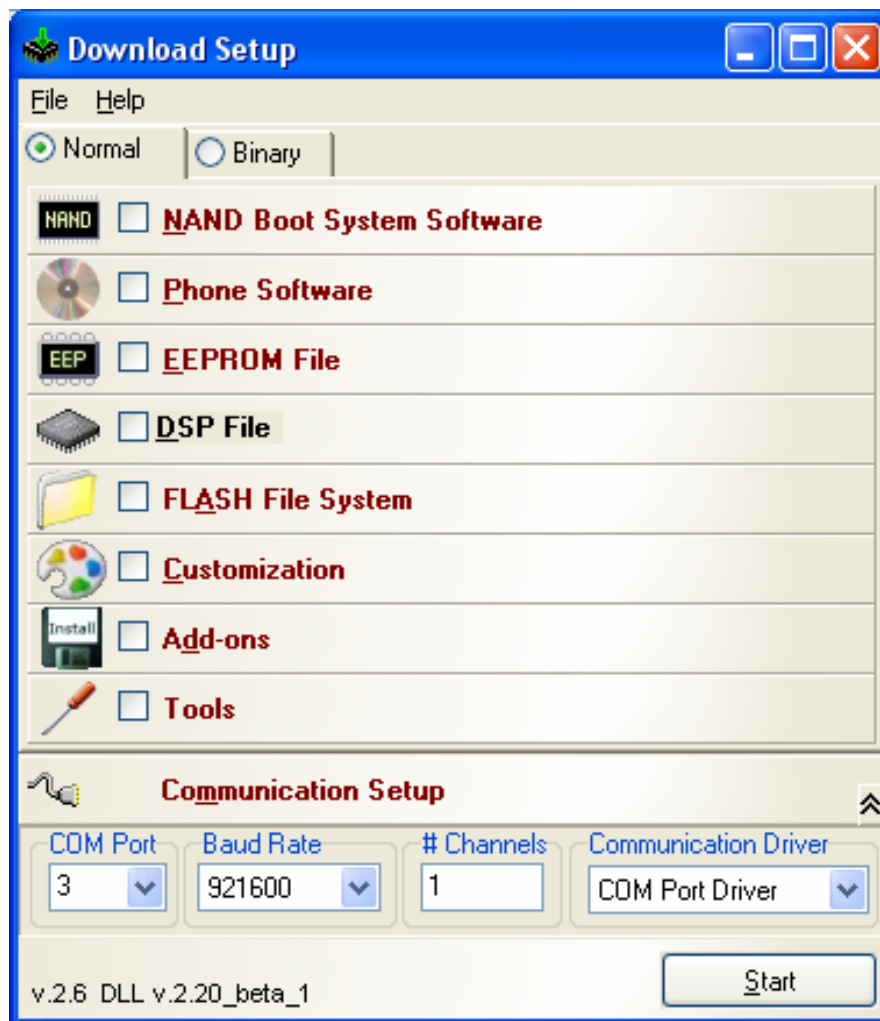 Download Setup
File Help
Normal Binary
NAND NAND Boot System Software
Phone Software
EEP EEPROM File
DSP File
FLASH File System
Customization
Install Add-ons
Tools
Communication Setup
COM Port Baud Rate # Channels Communication Driver
3 921600 1 COM Port Driver
v.2.6 DLL v.2.20_beta_1 Start